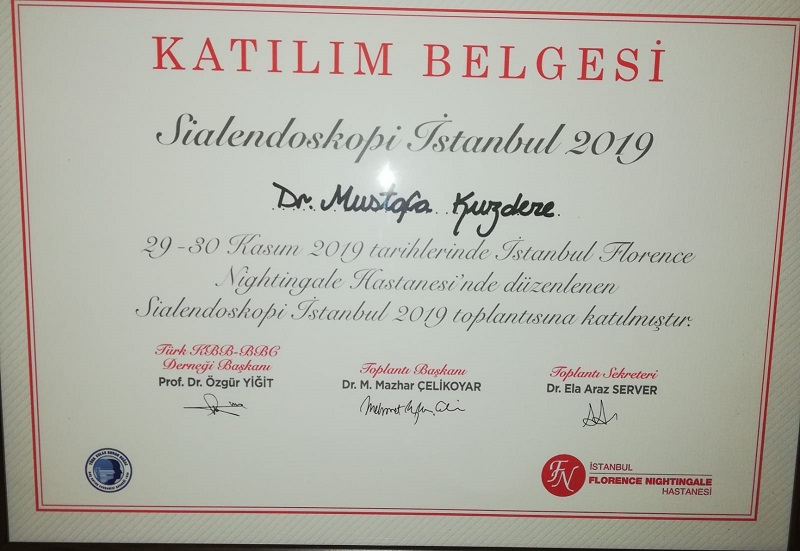 KATILIM BELGESİ
Sialendoskopi İstanbul 2019
Dr. Mustafa Kuzdere
29-30 Kasım 2019 tarihlerinde İstanbul Florence
Nightingale Hastanesi'nde düzenlenen
Sialendoskopi İstanbul 2019 toplantısına katılmıştır.
Türk KBB-BBC
Derneği Başkanı
Prof. Dr. Özgür YİĞİT
Toplantı Başkanı
Dr. M. Mazhar ÇELİKOYAR
Toplantı Sekreteri
Dr. Ela Araz SERVER
FN
İSTANBUL
FLORENCE NIGHTINGALE
HASTANESİ